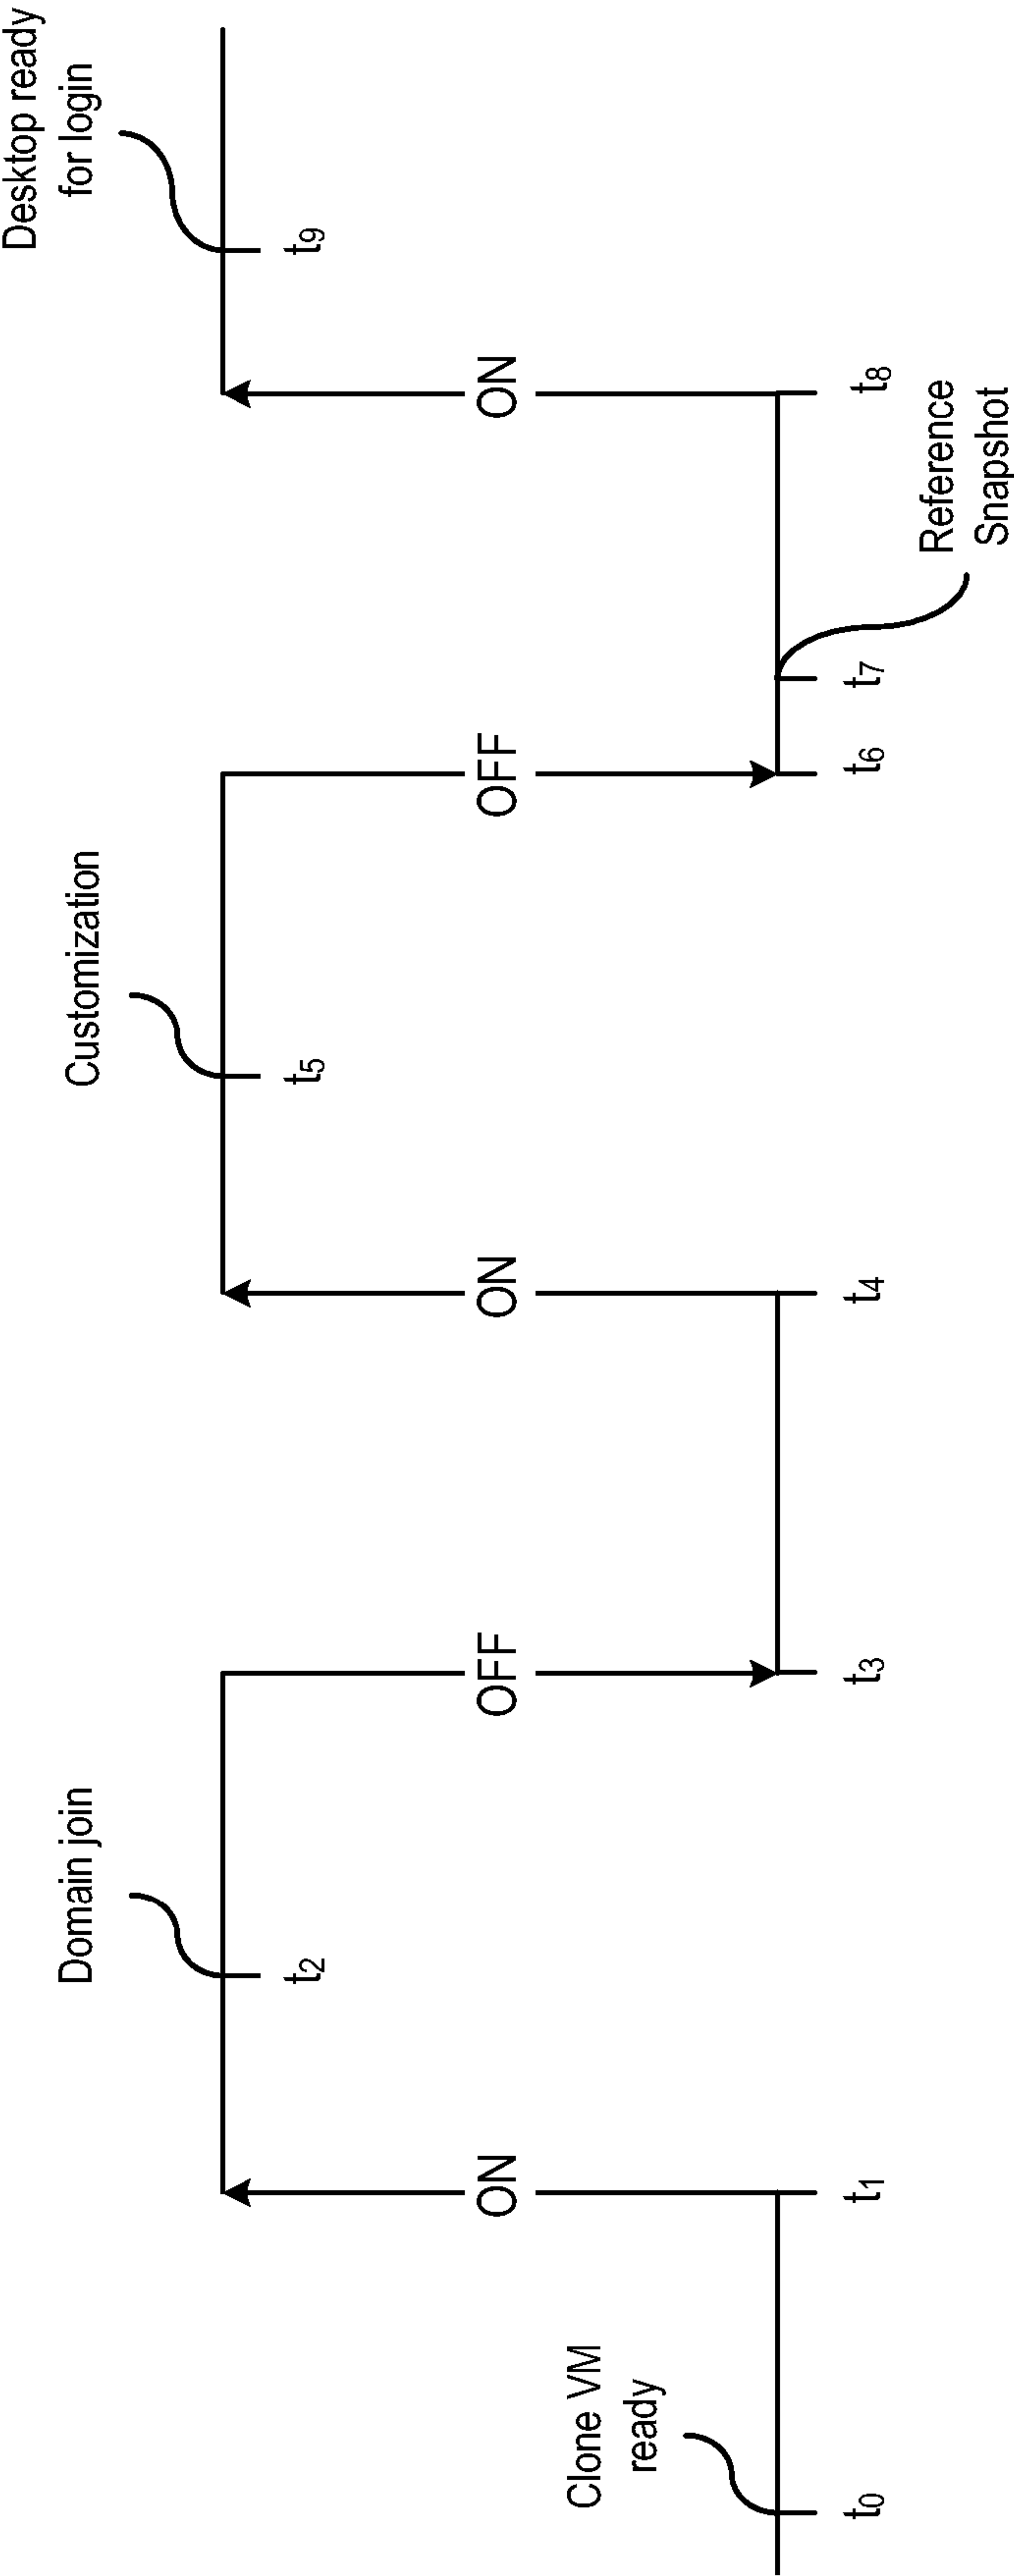 Clone VM
ready
t0
ON
t1
Domain join
t2
OFF
t3
ON
t4
Customization
t5
OFF
t6
t7
Reference
Snapshot
ON
t8
Desktop ready
for login
t9